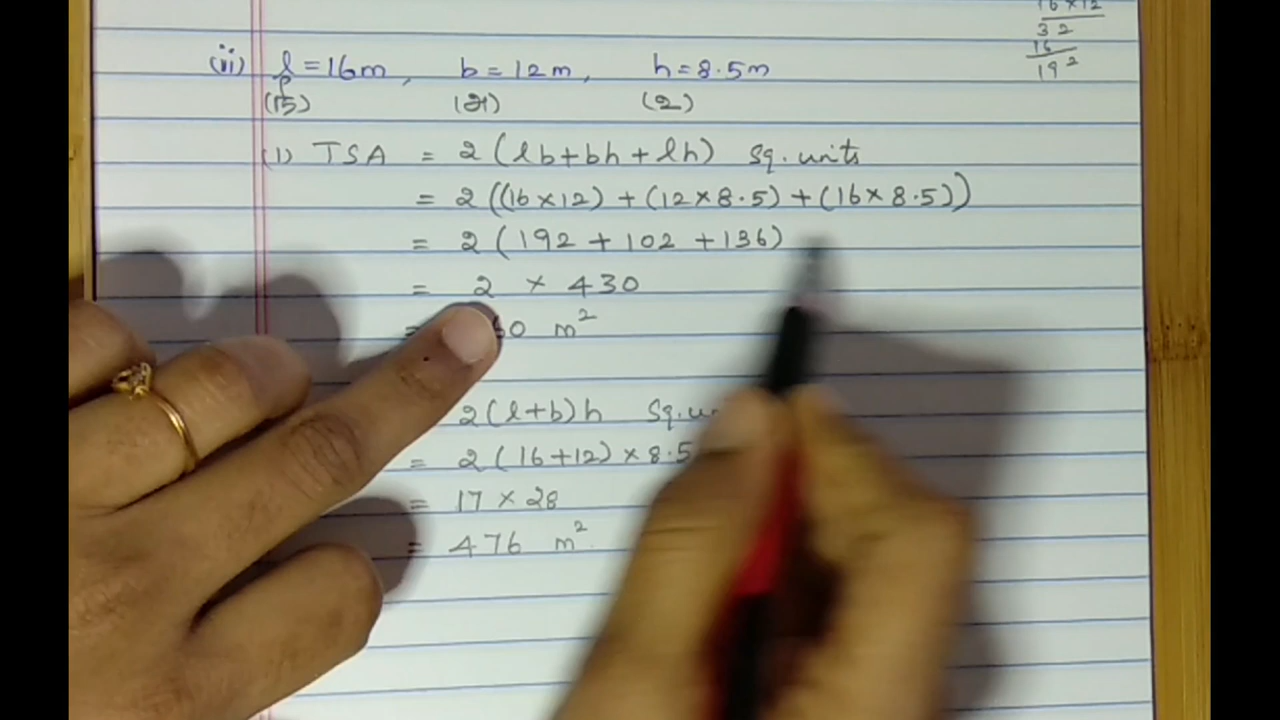 16 × 12
32
16
192
(ii) l = 16m, b = 12m, h = 8.5m
(நீ) (அ) (உ)
(1) TSA = 2 (lb + bh + lh) sq. units
= 2 ((16 × 12) + (12 × 8.5) + (16 × 8.5))
= 2 (192 + 102 + 136)
= 2 × 430
= 60 m²
2 (l + b) h Sq.
= 2 (16 + 12) × 8.5
= 17 × 28
= 476 m².